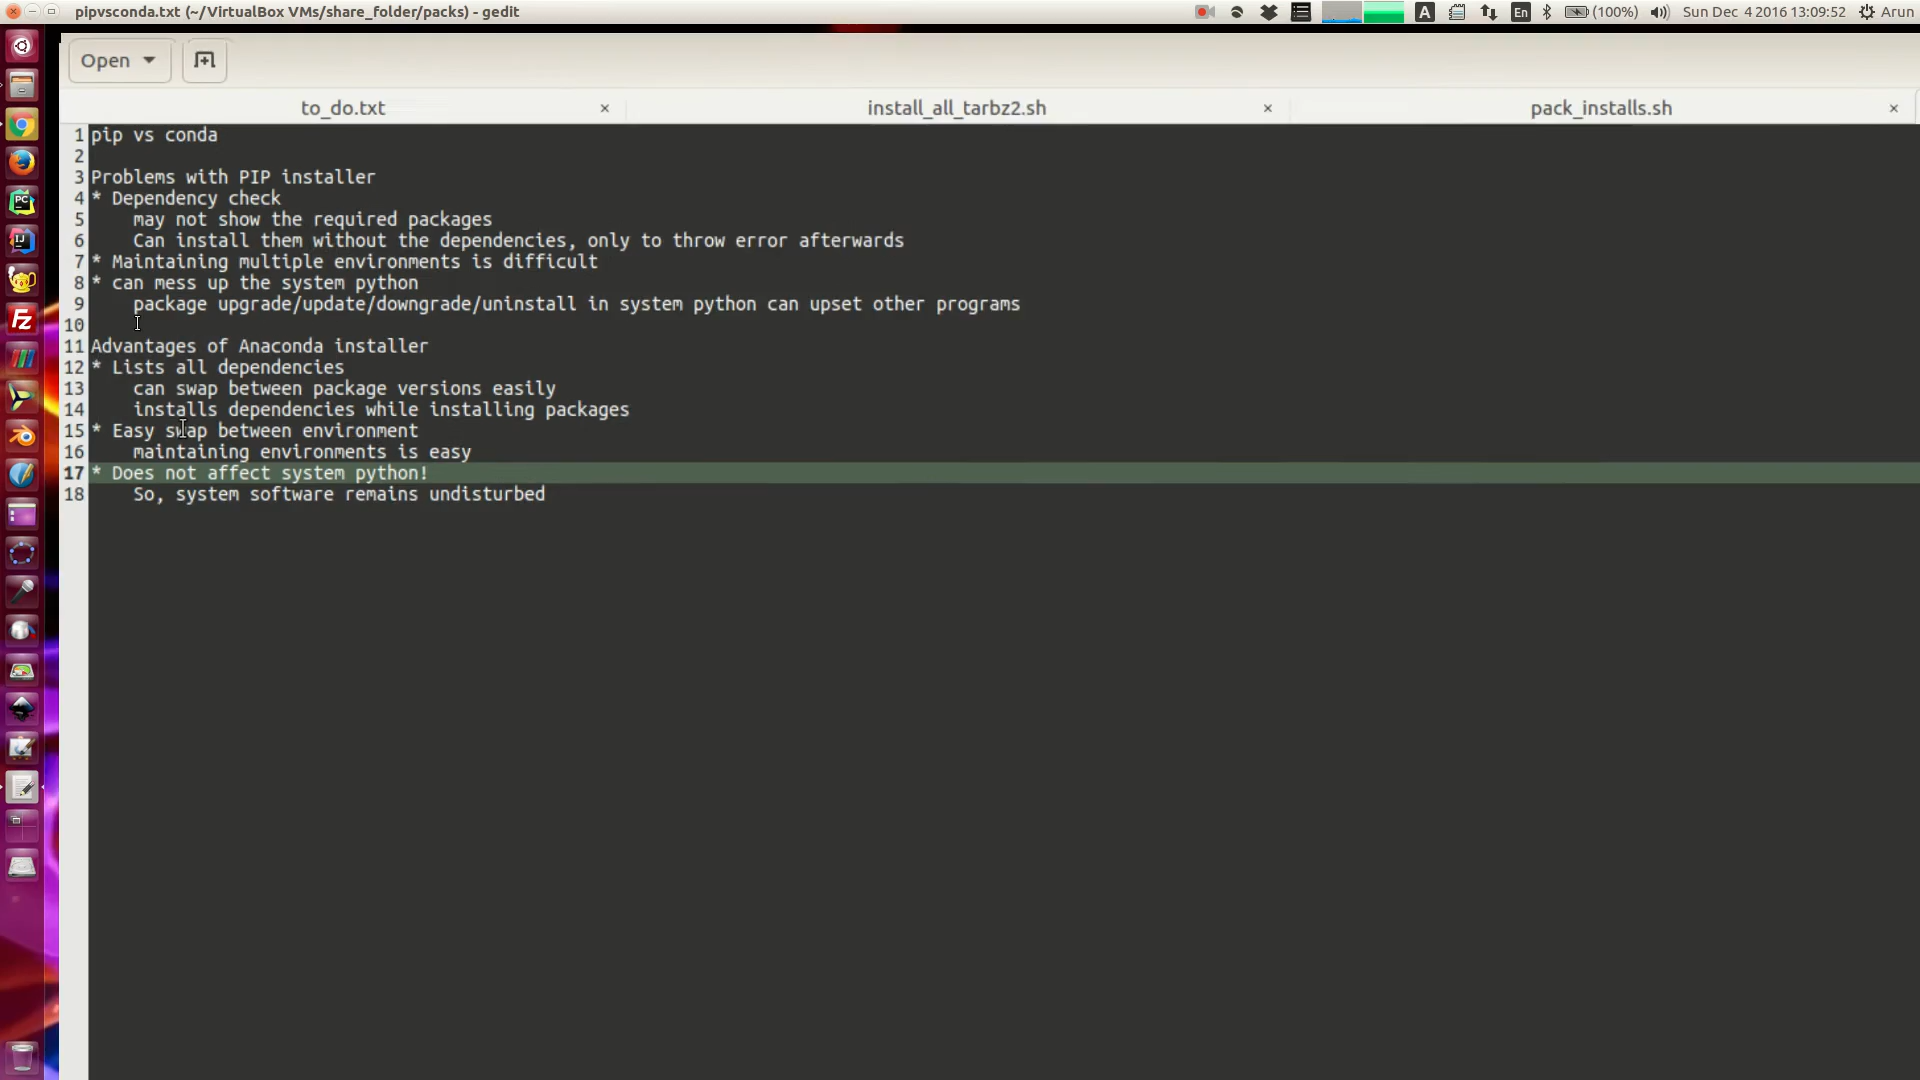 pipvsconda.txt (~/VirtualBox VMs/share_folder/packs) - gedit
A En (100%) Sun Dec 4 2016 13:09:52 Arun
Open
to_do.txt × install_all_tarbz2.sh × pack_installs.sh ×
1 pip vs conda
2
3 Problems with PIP installer
4 * Dependency check
5 may not show the required packages
6 Can install them without the dependencies, only to throw error afterwards
7 * Maintaining multiple environments is difficult
8 * can mess up the system python
9 package upgrade/update/downgrade/uninstall in system python can upset other programs
10
11 Advantages of Anaconda installer
12 * Lists all dependencies
13 can swap between package versions easily
14 installs dependencies while installing packages
15 * Easy swap between environment
16 maintaining environments is easy
17 * Does not affect system python!
18 So, system software remains undisturbed
PC
IJ
FZ